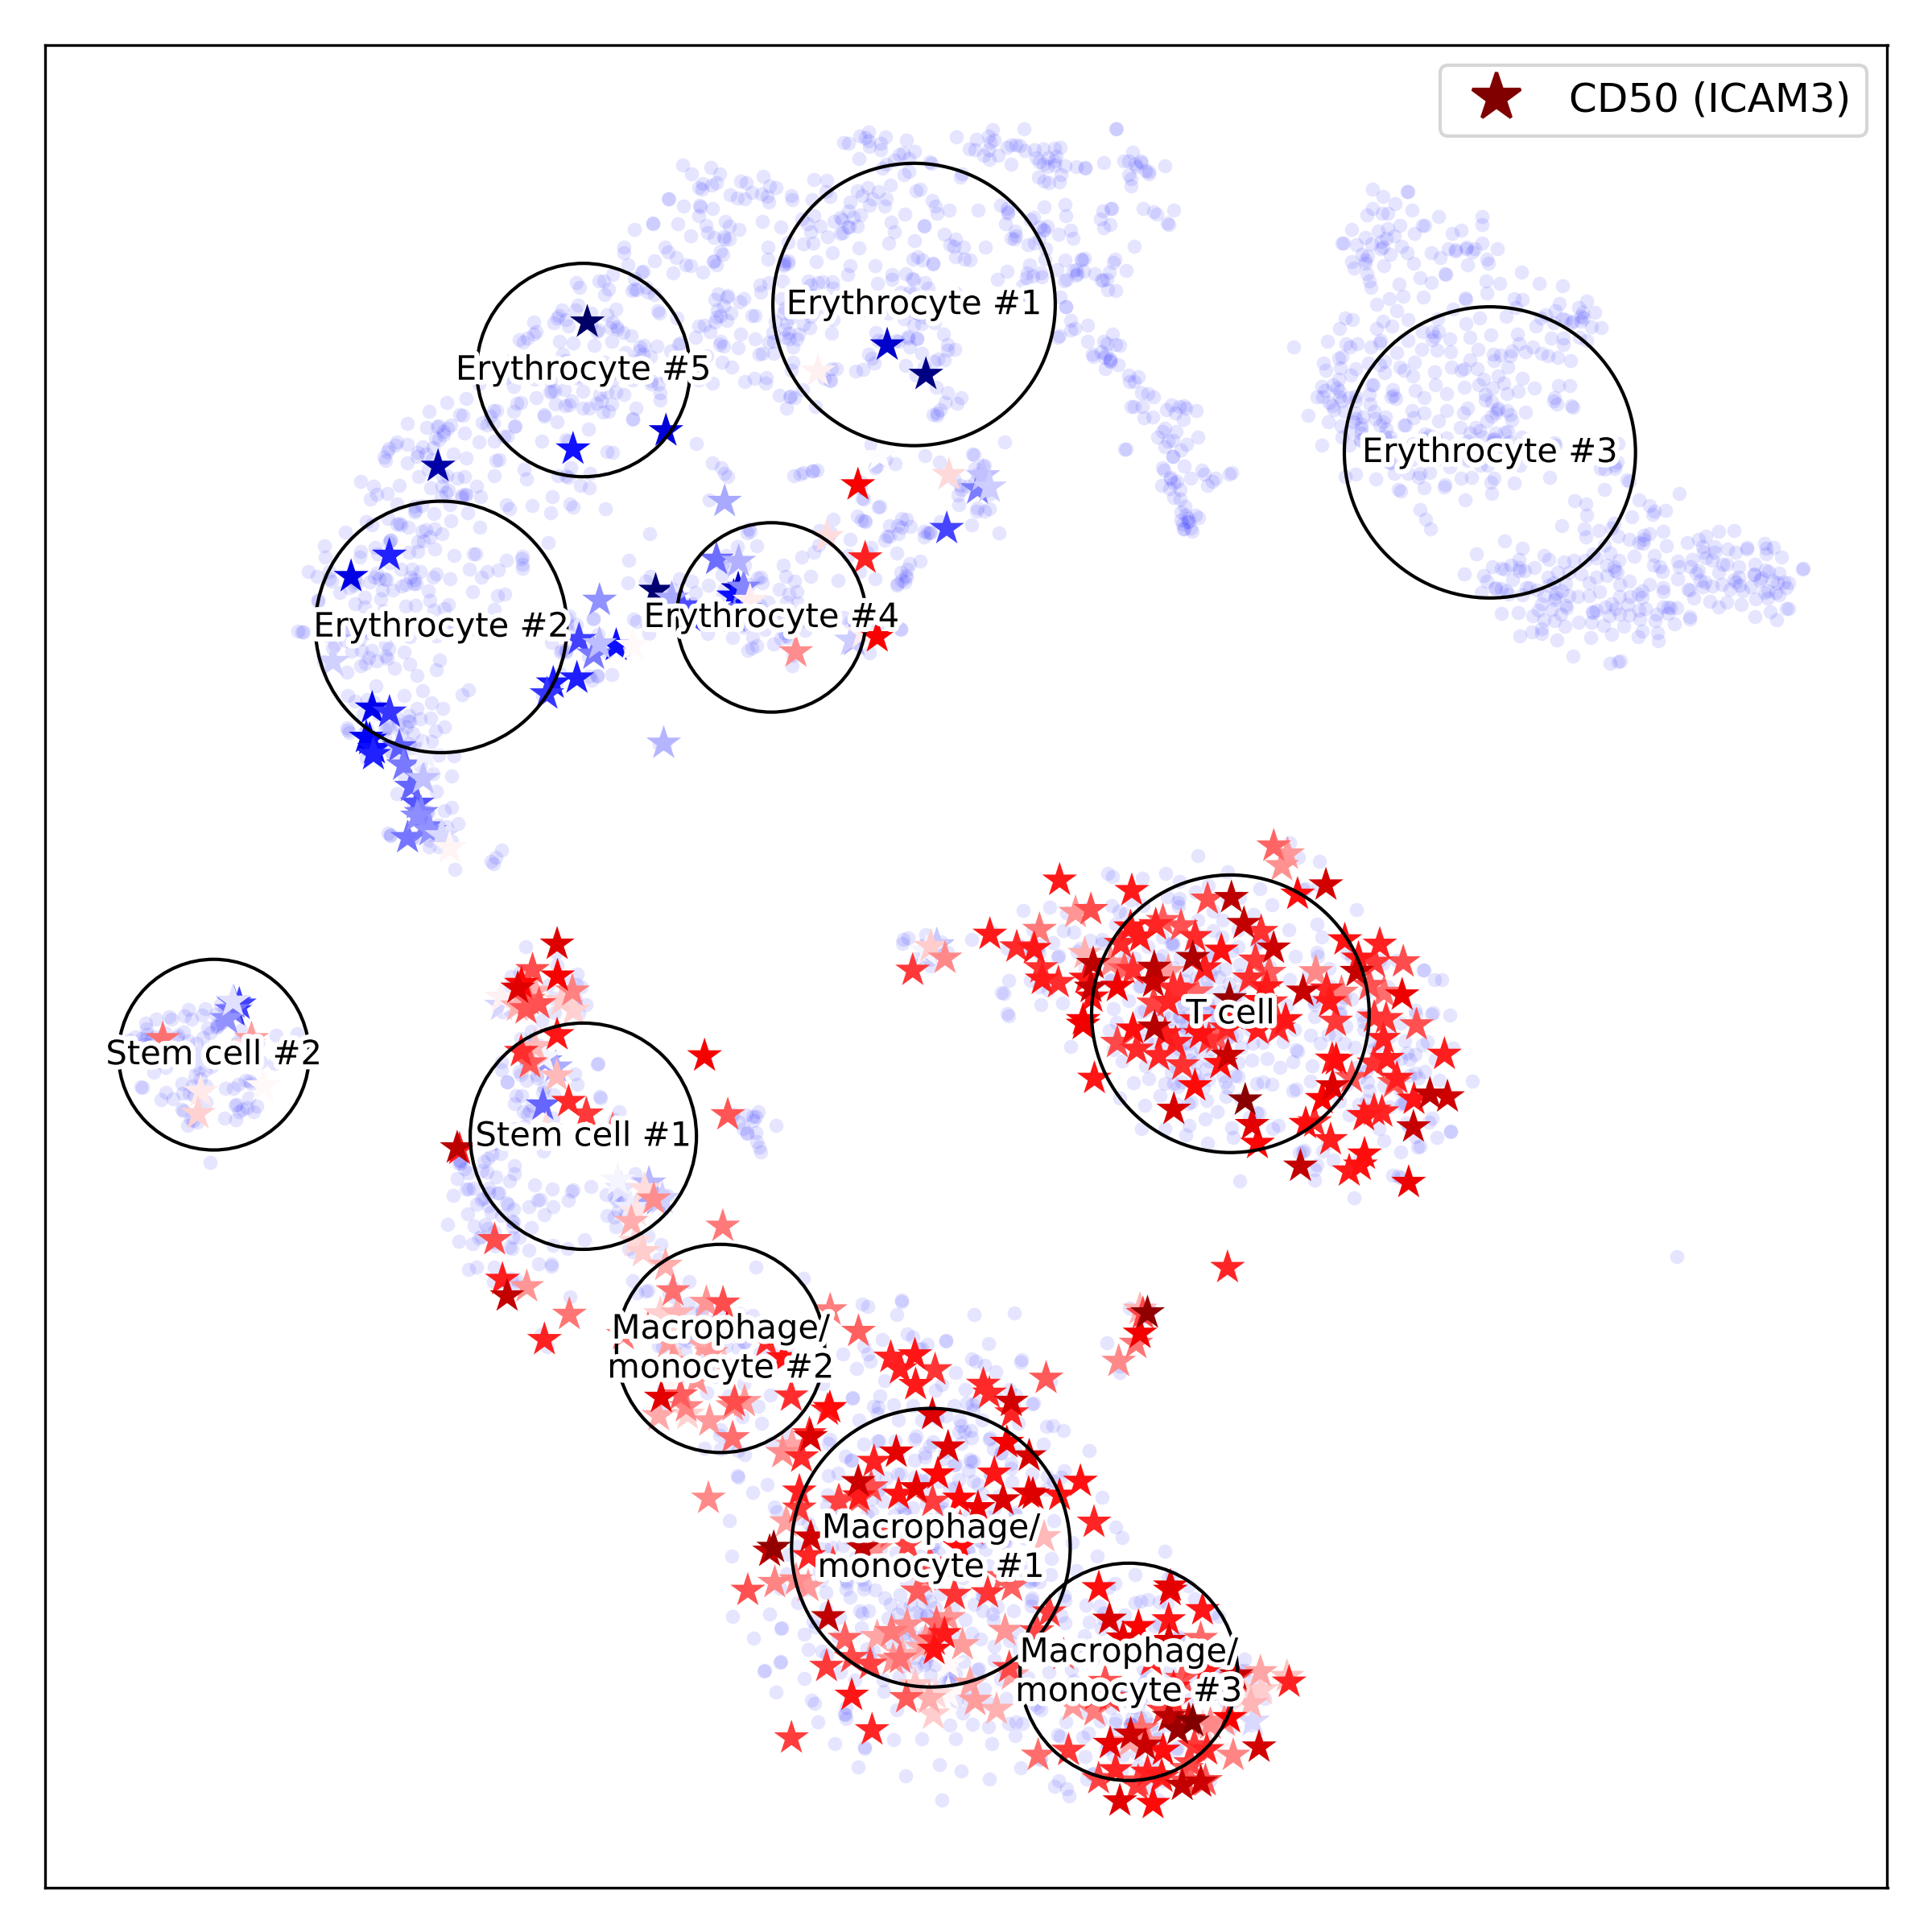 CD50 (ICAM3)
Erythrocyte #1
Erythrocyte #5
Erythrocyte #3
Erythrocyte #4
Erythrocyte #2
T cell
Stem cell #2
Stem cell #1
Macrophage/
monocyte #2
Macrophage/
monocyte #1
Macrophage/
monocyte #3